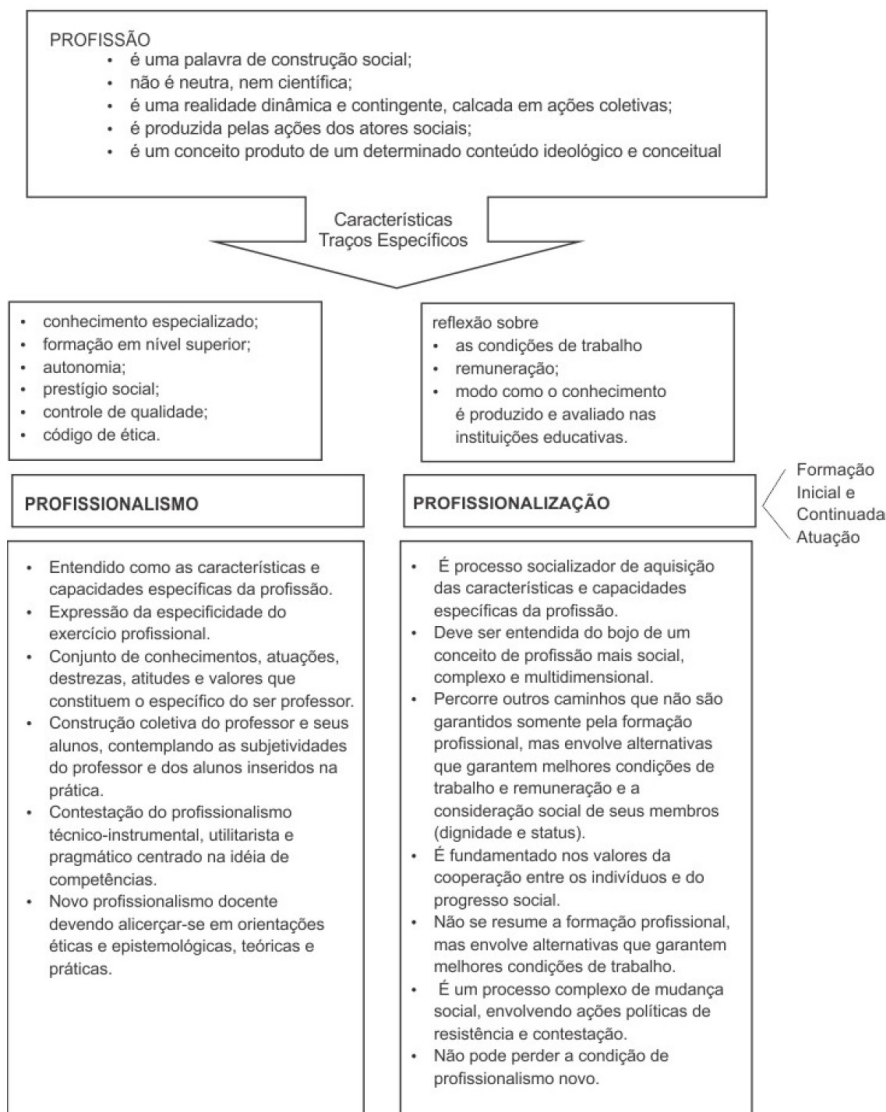 PROFISSÃO
• é uma palavra de construção social;
• não é neutra, nem científica;
• é uma realidade dinâmica e contingente, calcada em ações coletivas;
• é produzida pelas ações dos atores sociais;
• é um conceito produto de um determinado conteúdo ideológico e conceitual
Características
Traços Específicos
• conhecimento especializado;
• formação em nível superior;
• autonomia;
• prestígio social;
• controle de qualidade;
• código de ética.
reflexão sobre
• as condições de trabalho
• remuneração;
• modo como o conhecimento
é produzido e avaliado nas
instituições educativas.
PROFISSIONALISMO
PROFISSIONALIZAÇÃO
Formação
Inicial e
Continuada
Atuação
• Entendido como as características e
capacidades específicas da profissão.
• Expressão da especificidade do
exercício profissional.
• Conjunto de conhecimentos, atuações,
destrezas, atitudes e valores que
constituem o específico do ser professor.
• Construção coletiva do professor e seus
alunos, contemplando as subjetividades
do professor e dos alunos inseridos na
prática.
• Contestação do profissionalismo
técnico-instrumental, utilitarista e
pragmático centrado na idéia de
competências.
• Novo profissionalismo docente
devendo alicerçar-se em orientações
éticas e epistemológicas, teóricas e
práticas.
• É processo socializador de aquisição
das características e capacidades
específicas da profissão.
• Deve ser entendida do bojo de um
conceito de profissão mais social,
complexo e multidimensional.
• Percorre outros caminhos que não são
garantidos somente pela formação
profissional, mas envolve alternativas
que garantem melhores condições de
trabalho e remuneração e a
consideração social de seus membros
(dignidade e status).
• É fundamentado nos valores da
cooperação entre os indivíduos e do
progresso social.
• Não se resume a formação profissional,
mas envolve alternativas que garantem
melhores condições de trabalho.
• É um processo complexo de mudança
social, envolvendo ações políticas de
resistência e contestação.
• Não pode perder a condição de
profissionalismo novo.